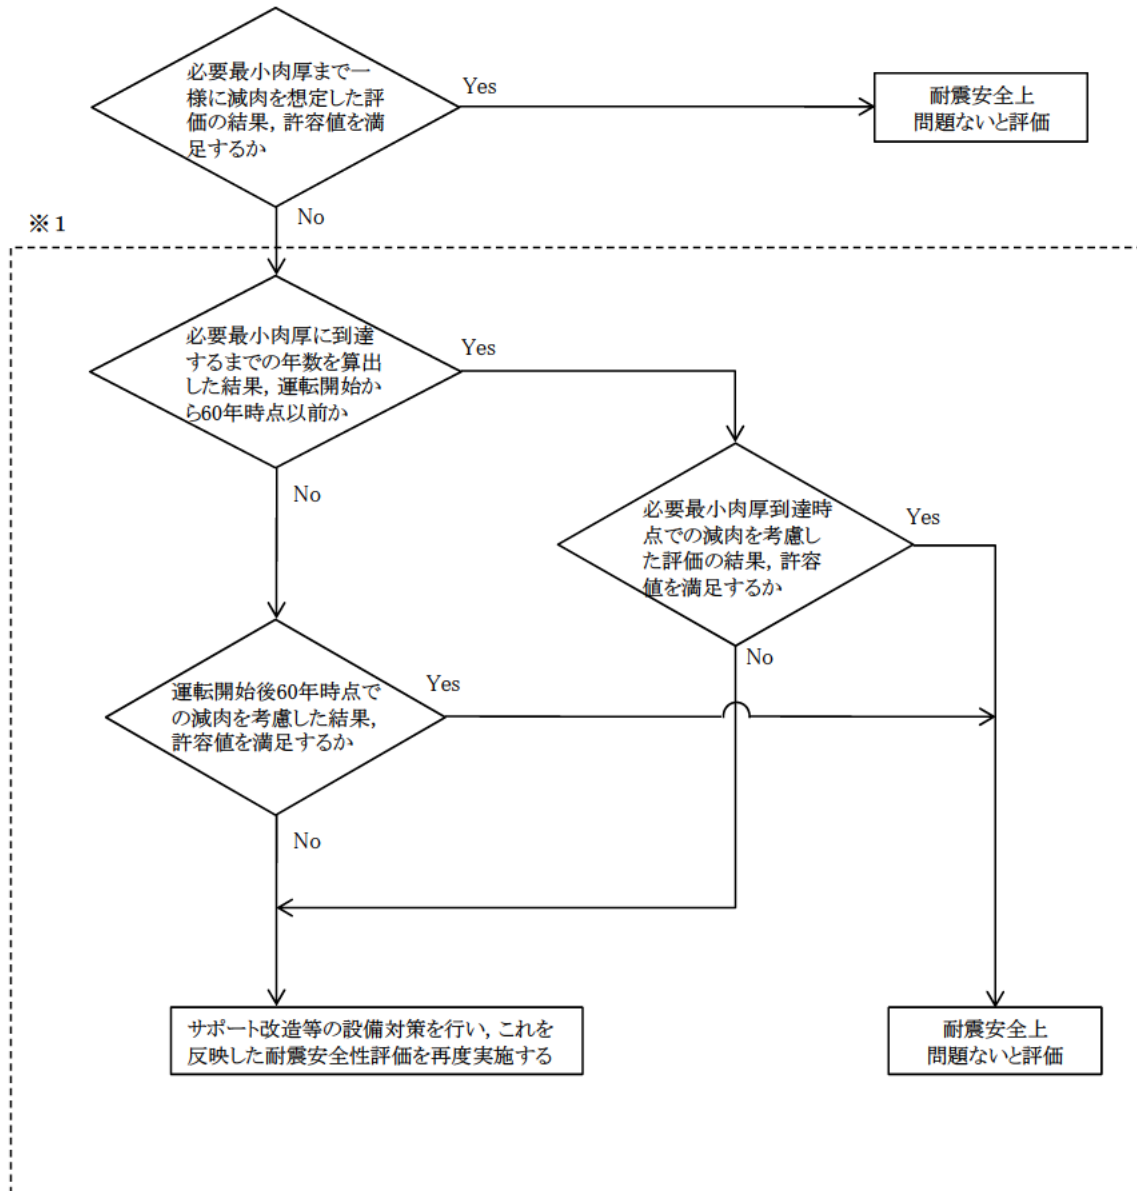 必要最小肉厚まで一
様に減肉を想定した評
価の結果，許容値を満
足するか
Yes
耐震安全上
問題ないと評価
No
※1
必要最小肉厚に到達
するまでの年数を算出
した結果，運転開始か
ら60年時点以前か
Yes
No
必要最小肉厚到達時
点での減肉を考慮し
た評価の結果，許容
値を満足するか
Yes
No
運転開始後60年時点で
の減肉を考慮した結果，
許容値を満足するか
Yes
No
サポート改造等の設備対策を行い，これを
反映した耐震安全性評価を再度実施する
耐震安全上
問題ないと評価